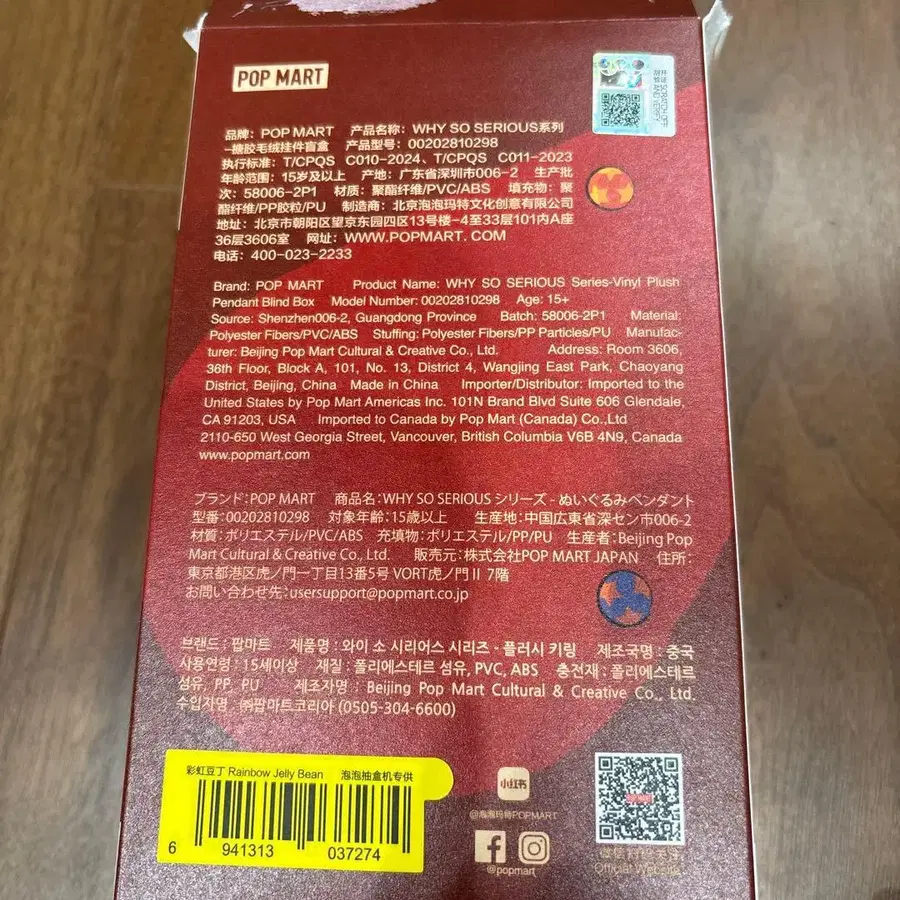 POP MART
刮开涂层 SCRATCH OFF
品牌：POP MART 产品名称：WHY SO SERIOUS系列
-搪胶毛绒挂件盲盒 产品型号：00202810298
执行标准：T/CPQS C010-2024、T/CPQS C011-2023
年龄范围：15岁及以上 产地：广东省深圳市006-2 生产批
次：58006-2P1 材质：聚酯纤维/PVC/ABS 填充物：聚
酯纤维/PP胶粒/PU 制造商：北京泡泡玛特文化创意有限公司
地址：北京市朝阳区望京东园四区13号楼-4至33层101内A座
36层3606室 网址：WWW.POPMART.COM
电话：400-023-2233
Brand: POP MART Product Name: WHY SO SERIOUS Series-Vinyl Plush
Pendant Blind Box Model Number: 00202810298 Age: 15+
Source: Shenzhen006-2, Guangdong Province Batch: 58006-2P1 Material:
Polyester Fibers/PVC/ABS Stuffing: Polyester Fibers/PP Particles/PU Manufac-
turer: Beijing Pop Mart Cultural & Creative Co., Ltd. Address: Room 3606,
36th Floor, Block A, 101, No. 13, District 4, Wangjing East Park, Chaoyang
District, Beijing, China Made in China Importer/Distributor: Imported to the
United States by Pop Mart Americas Inc. 101N Brand Blvd Suite 606 Glendale,
CA 91203, USA Imported to Canada by Pop Mart (Canada) Co.,Ltd
2110-650 West Georgia Street, Vancouver, British Columbia V6B 4N9, Canada
www.popmart.com
ブランド：POP MART 商品名：WHY SO SERIOUS シリーズ - ぬいぐるみペンダント
型番：00202810298 対象年齢：15歳以上 生産地：中国広東省深セン市006-2
材質：ポリエステル/PVC/ABS 充填物：ポリエステル/PP/PU 生産者：Beijing Pop
Mart Cultural & Creative Co., Ltd. 販売元：株式会社POP MART JAPAN 住所：
東京都港区虎ノ門一丁目13番5号 VORT虎ノ門Ⅱ 7階
お問い合わせ先：usersupport@popmart.co.jp
브랜드 : 팝마트 제품명 : 와이 소 시리어스 시리즈 - 플러시 키링 제조국명 : 중국
사용연령 : 15세이상 재질 : 폴리에스테르 섬유, PVC, ABS 충전재 : 폴리에스테르
섬유, PP, PU 제조자명 : Beijing Pop Mart Cultural & Creative Co., Ltd.
수입자명 : ㈜팝마트코리아 (0505-304-6600)
彩虹豆丁 Rainbow Jelly Bean 泡泡抽盒机专供
6 941313 037274
小红书
@泡泡玛特POPMART
@popmart
Official Website